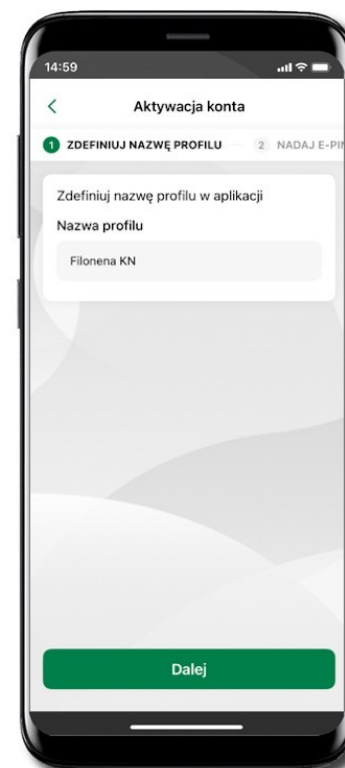 14:59
Aktywacja konta
1 ZDEFINIUJ NAZWĘ PROFILU 2 NADAJ E-PIN
Zdefiniuj nazwę profilu w aplikacji
Nazwa profilu
Filonena KN
Dalej